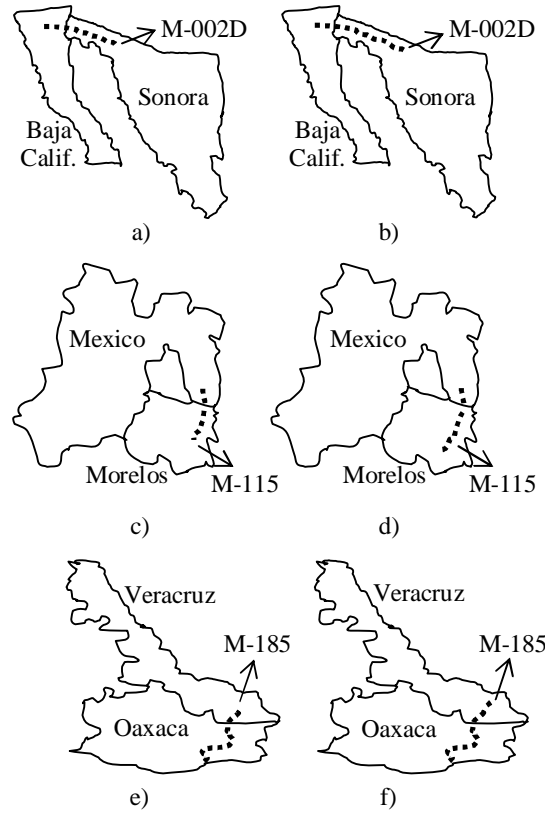 M-002D
Sonora
Baja
Calif.
a)
M-002D
Sonora
Baja
Calif.
b)
Mexico
Morelos
M-115
c)
Mexico
Morelos
M-115
d)
Veracruz
M-185
Oaxaca
e)
Veracruz
M-185
Oaxaca
f)